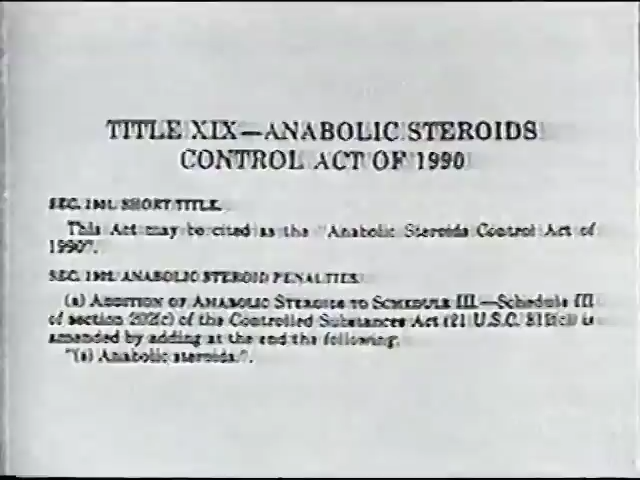 TITLE XIX—ANABOLIC STEROIDS
CONTROL ACT OF 1990
SEC. 1901. SHORT TITLE.
This Act may be cited as the "Anabolic Steroids Control Act of
1990".
SEC. 1902. ANABOLIC STEROID PENALTIES.
(a) ADDITION OF ANABOLIC STEROIDS TO SCHEDULE III.—Schedule III
of section 202(c) of the Controlled Substances Act (21 U.S.C. 812(c)) is
amended by adding at the end the following:
"(e) Anabolic steroids.".